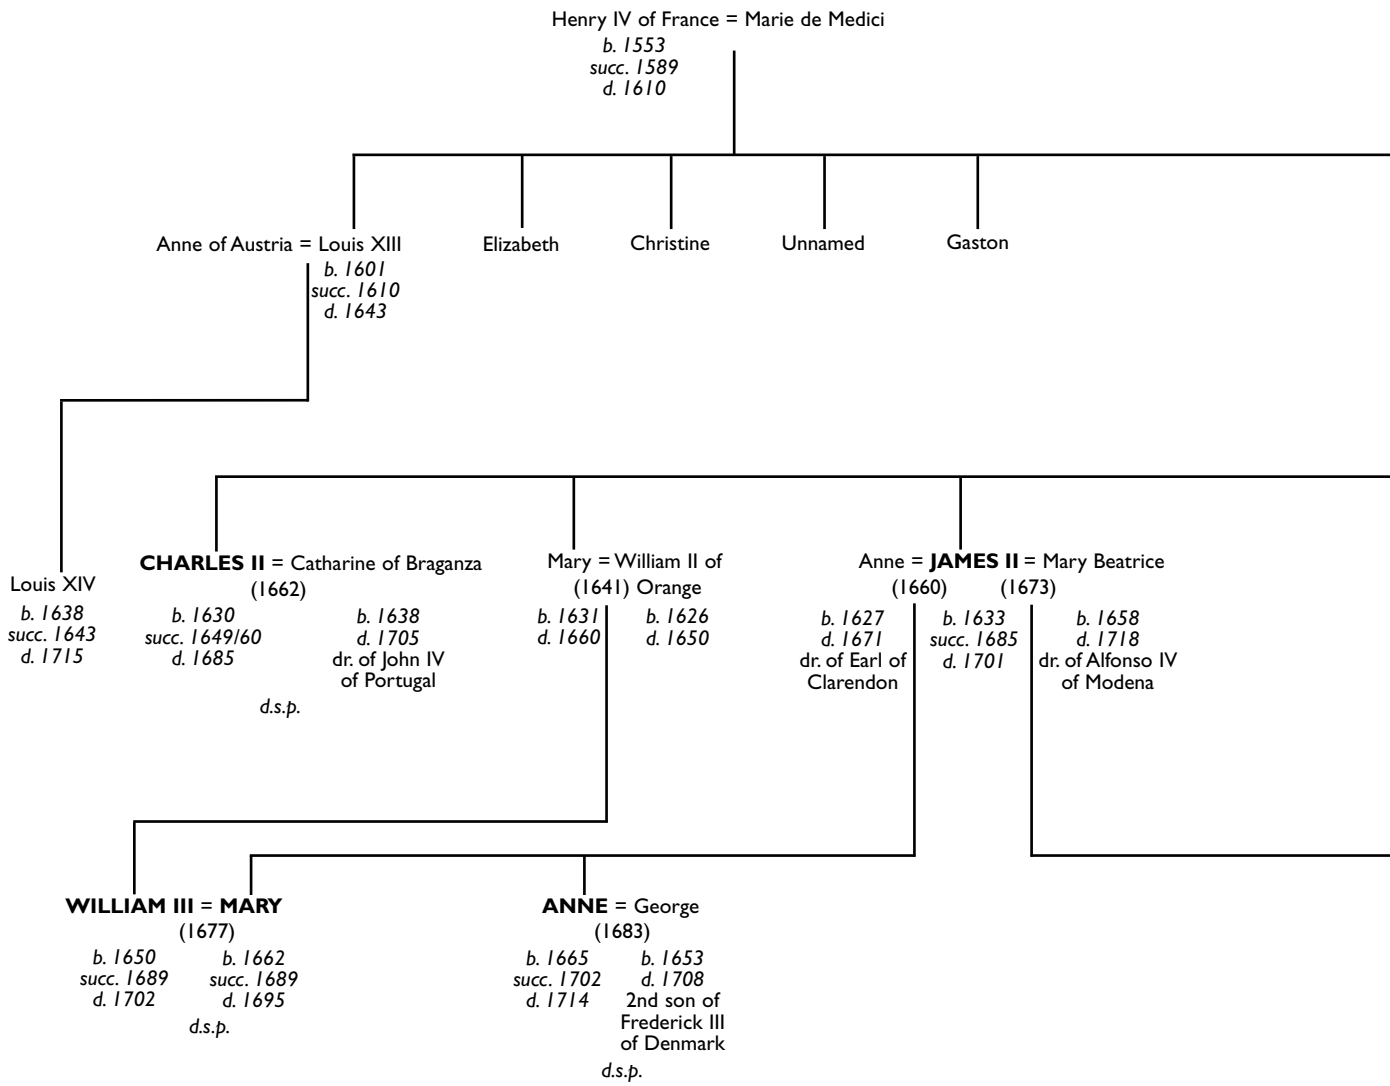 Henry IV of France = Marie de Medici
b. 1553
succ. 1589
d. 1610
Anne of Austria = Louis XIII
b. 1601
succ. 1610
d. 1643
Elizabeth
Christine
Unnamed
Gaston
Louis XIV
b. 1638
succ. 1643
d. 1715
CHARLES II = Catharine of Braganza
(1662)
b. 1630
succ. 1649/60
d. 1685
b. 1638
d. 1705
dr. of John IV
of Portugal
d.s.p.
Mary = William II of
(1641) Orange
b. 1631
d. 1660
b. 1626
d. 1650
Anne = JAMES II = Mary Beatrice
(1660) (1673)
b. 1627
d. 1671
dr. of Earl of
Clarendon
b. 1633
succ. 1685
d. 1701
b. 1658
d. 1718
dr. of Alfonso IV
of Modena
WILLIAM III = MARY
(1677)
b. 1650
succ. 1689
d. 1702
b. 1662
succ. 1689
d. 1695
d.s.p.
ANNE = George
(1683)
b. 1665
succ. 1702
d. 1714
b. 1653
d. 1708
2nd son of
Frederick III
of Denmark
d.s.p.